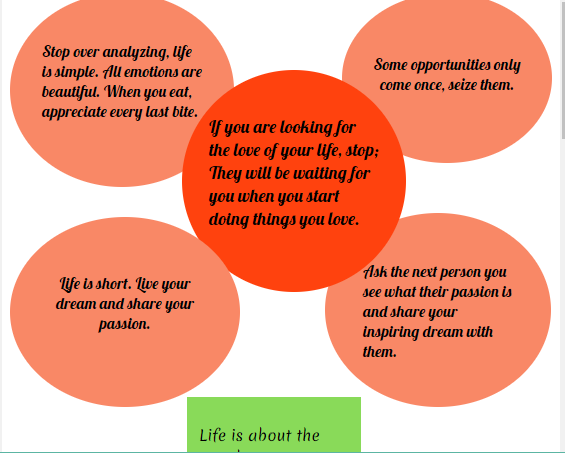 Stop over analyzing, life
is simple. All emotions are
beautiful. When you eat,
appreciate every last bite.
Some opportunities only
come once, seize them.
If you are looking for
the love of your life, stop;
They will be waiting for
you when you start
doing things you love.
Life is short. Live your
dream and share your
passion.
Ask the next person you
see what their passion is
and share your
inspiring dream with
them.
Life is about the